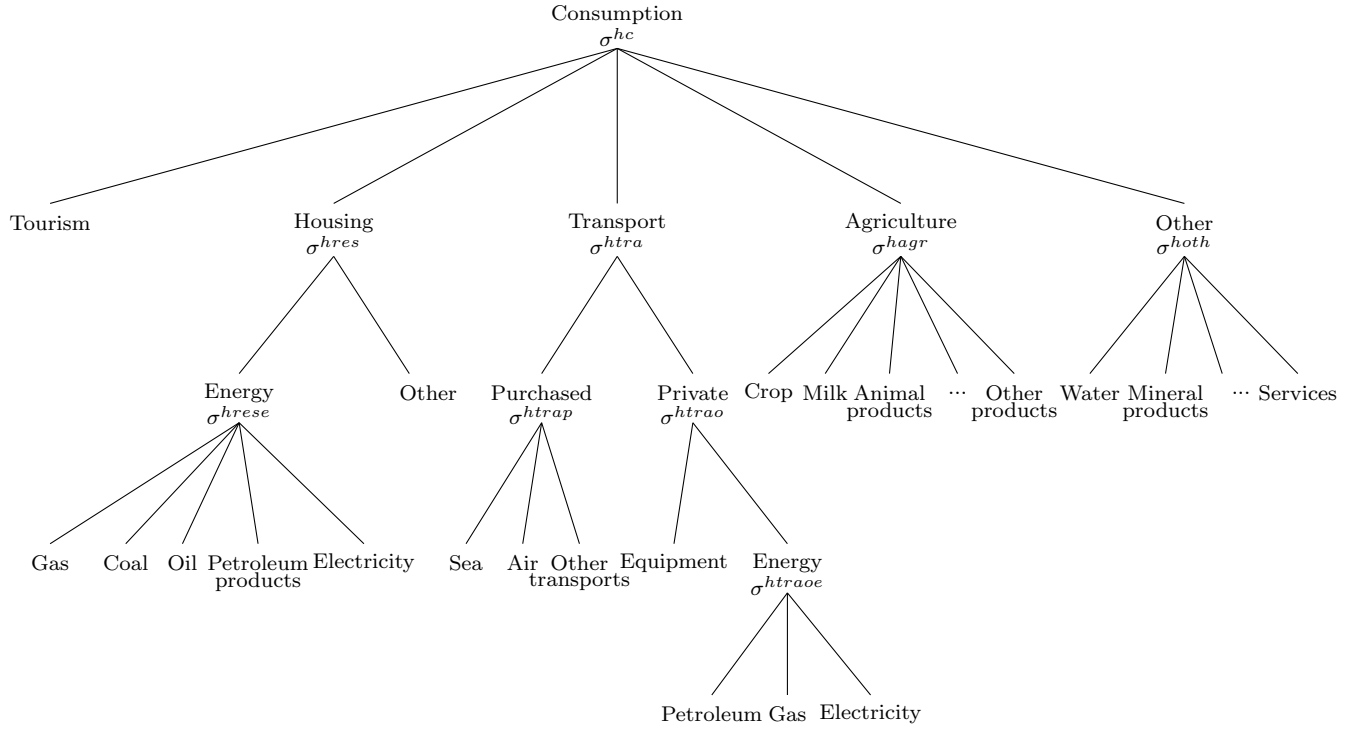 Consumption
σ^{hc}
Tourism Housing Transport Agriculture Other
σ^{hres} σ^{htra} σ^{hagr} σ^{hoth}
Energy Other Purchased Private Crop Milk Animal ... Other Water Mineral ... Services
σ^{hrese} σ^{htrap} σ^{htrao} products products products
Gas Coal Oil Petroleum Electricity Sea Air Other Equipment Energy
products transports σ^{htraoe}
Petroleum Gas Electricity